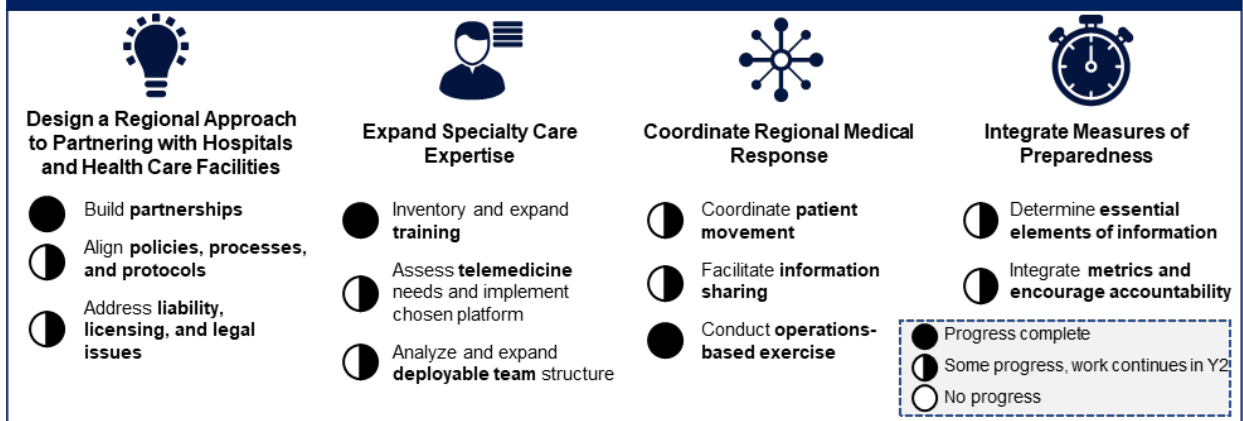 Design a Regional Approach
to Partnering with Hospitals
and Health Care Facilities
Build partnerships
Align policies, processes,
and protocols
Address liability,
licensing, and legal
issues
Expand Specialty Care
Expertise
Inventory and expand
training
Assess telemedicine
needs and implement
chosen platform
Analyze and expand
deployable team structure
Coordinate Regional Medical
Response
Coordinate patient
movement
Facilitate information
sharing
Conduct operations-
based exercise
Integrate Measures of
Preparedness
Determine essential
elements of information
Integrate metrics and
encourage accountability
Progress complete
Some progress, work continues in Y2
No progress